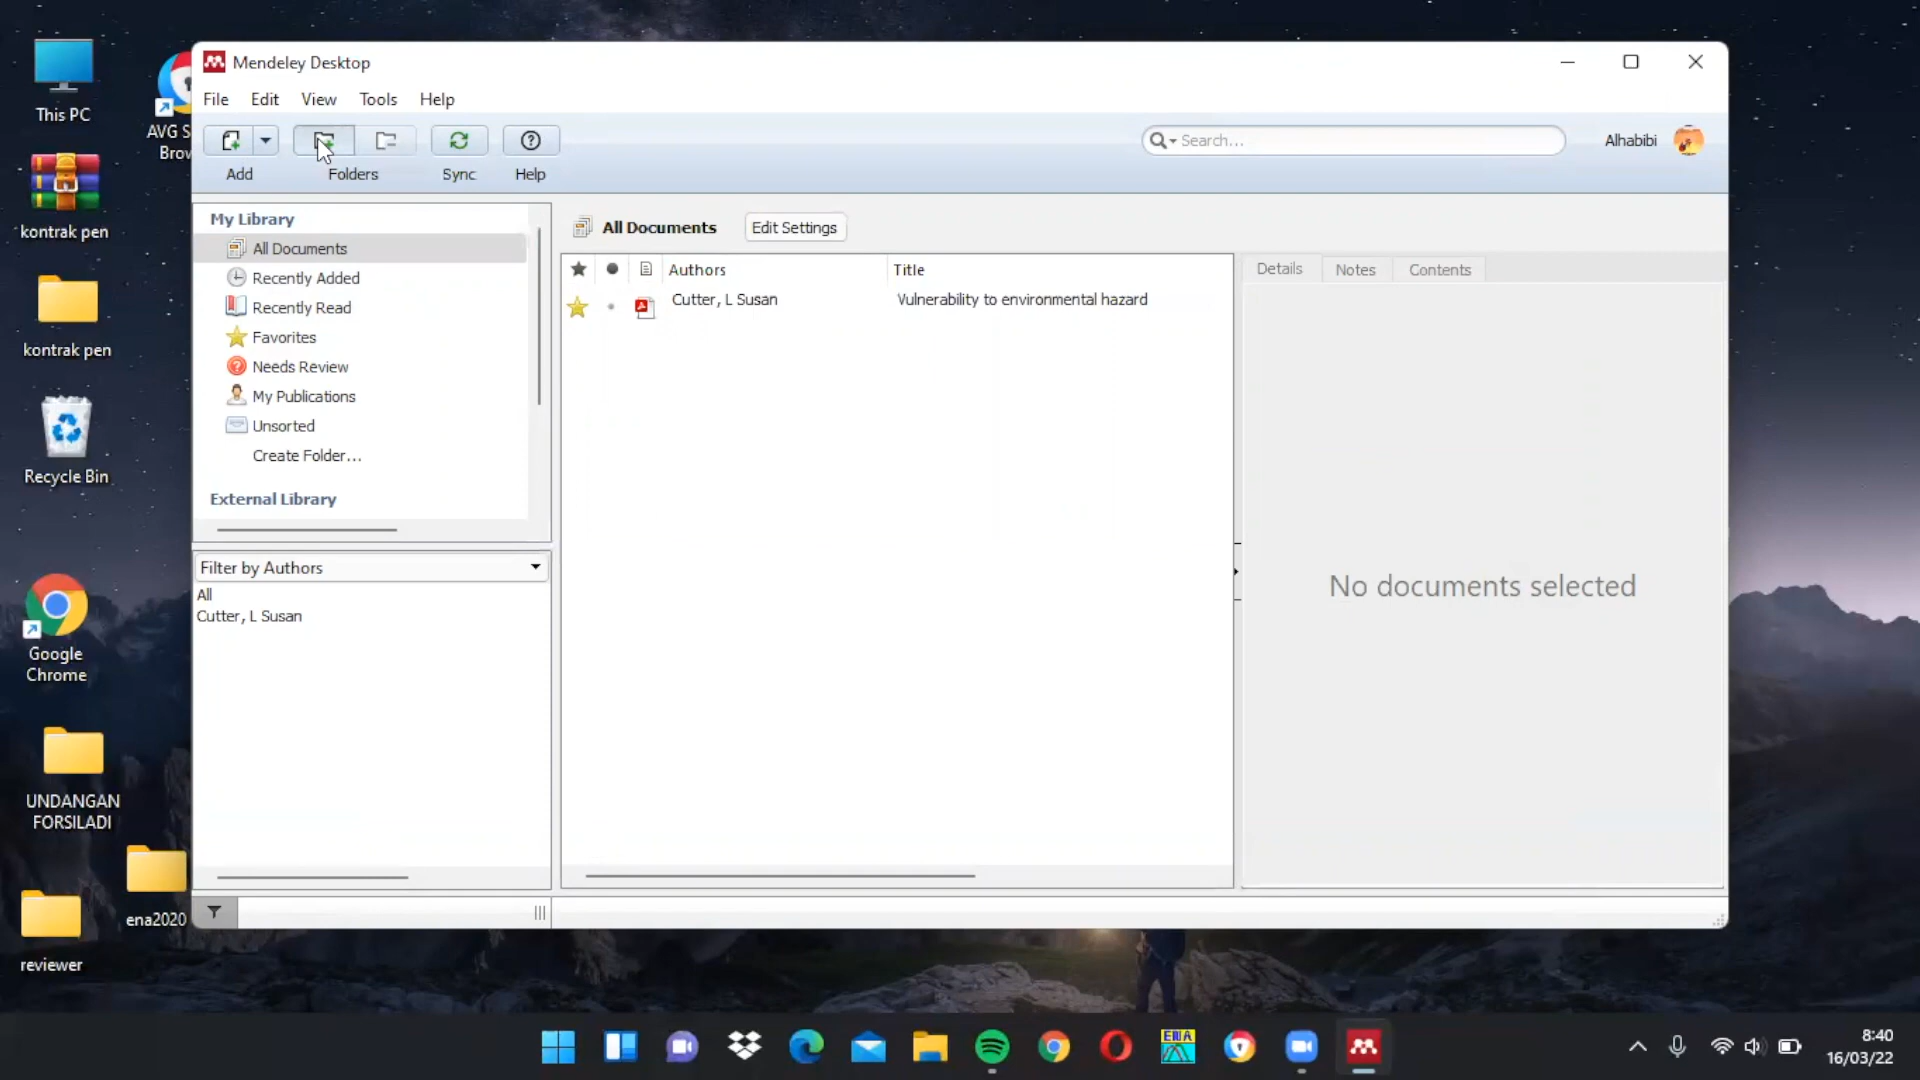 This PC
AVG S
Brov
kontrak pen
kontrak pen
Recycle Bin
Google
Chrome
UNDANGAN
FORSILADI
ena2020
reviewer
Mendeley Desktop
File Edit View Tools Help
Search...
Alhabibi
Add Folders Sync Help
My Library
All Documents
Recently Added
Recently Read
Favorites
Needs Review
My Publications
Unsorted
Create Folder...
External Library
Filter by Authors
All
Cutter, L Susan
All Documents Edit Settings
Authors Title
Cutter, L Susan Vulnerability to environmental hazard
Details Notes Contents
No documents selected
ENA
8:40
16/03/22